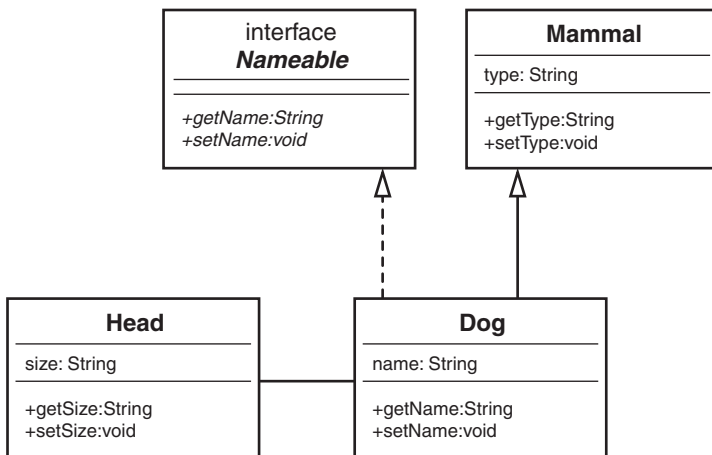 interface
Nameable
+getName:String
+setName:void
Mammal
type: String
+getType:String
+setType:void
Head
size: String
+getSize:String
+setSize:void
Dog
name: String
+getName:String
+setName:void